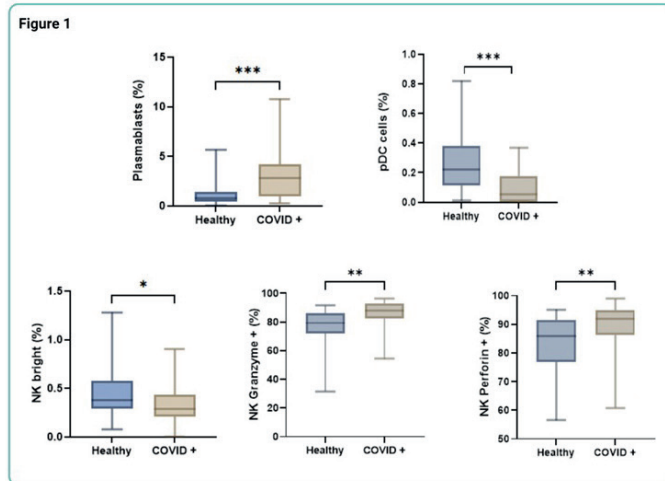 Figure 1
Plasmablasts (%)
15
10
5
0
***
Healthy
COVID +
pDC cells (%)
1.0
0.8
0.6
0.4
0.2
0.0
***
Healthy
COVID +
NK bright (%)
1.5
1.0
0.5
0.0
*
Healthy
COVID +
NK Granzyme + (%)
100
80
60
40
20
0
**
Healthy
COVID +
NK Perforin + (%)
100
90
80
70
60
50
**
Healthy
COVID +